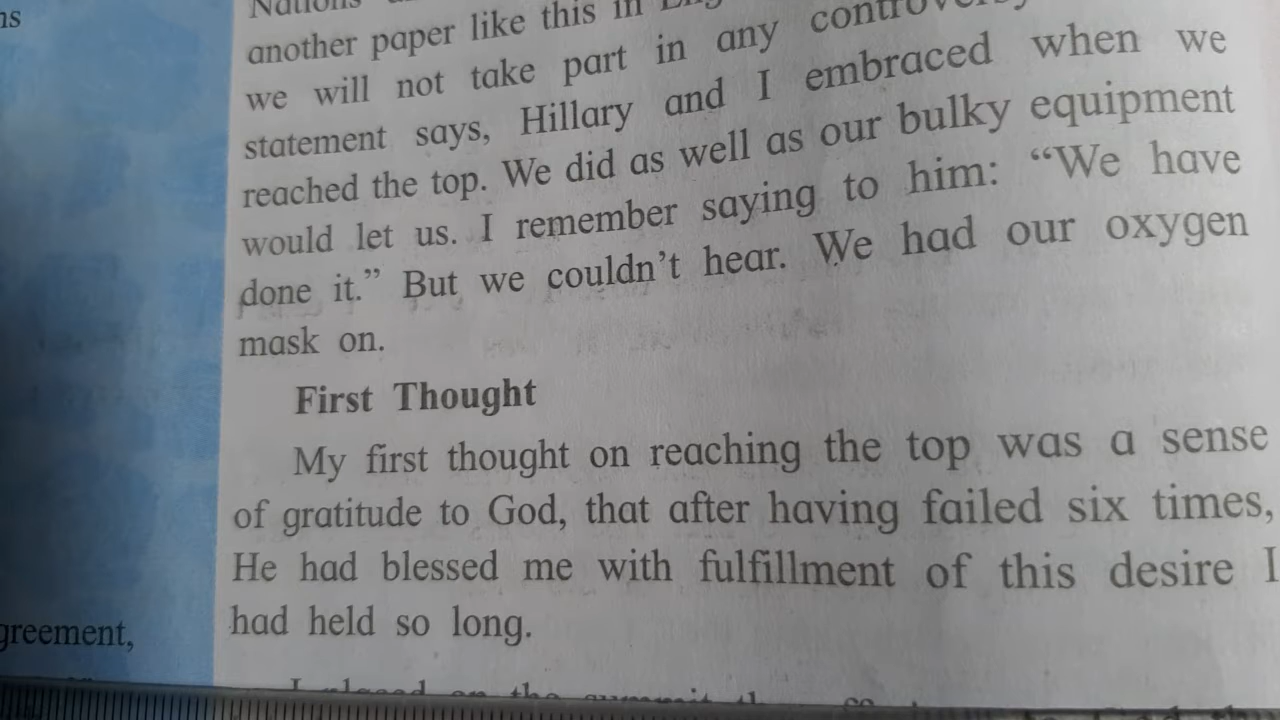 ns
another paper like this in
we will not take part in any
statement says, Hillary and I embraced when we
reached the top. We did as well as our bulky equipment
would let us. I remember saying to him: “We have
done it.” But we couldn’t hear. We had our oxygen
mask on.
First Thought
My first thought on reaching the top was a sense
of gratitude to God, that after having failed six times,
He had blessed me with fulfillment of this desire I
had held so long.
greement,